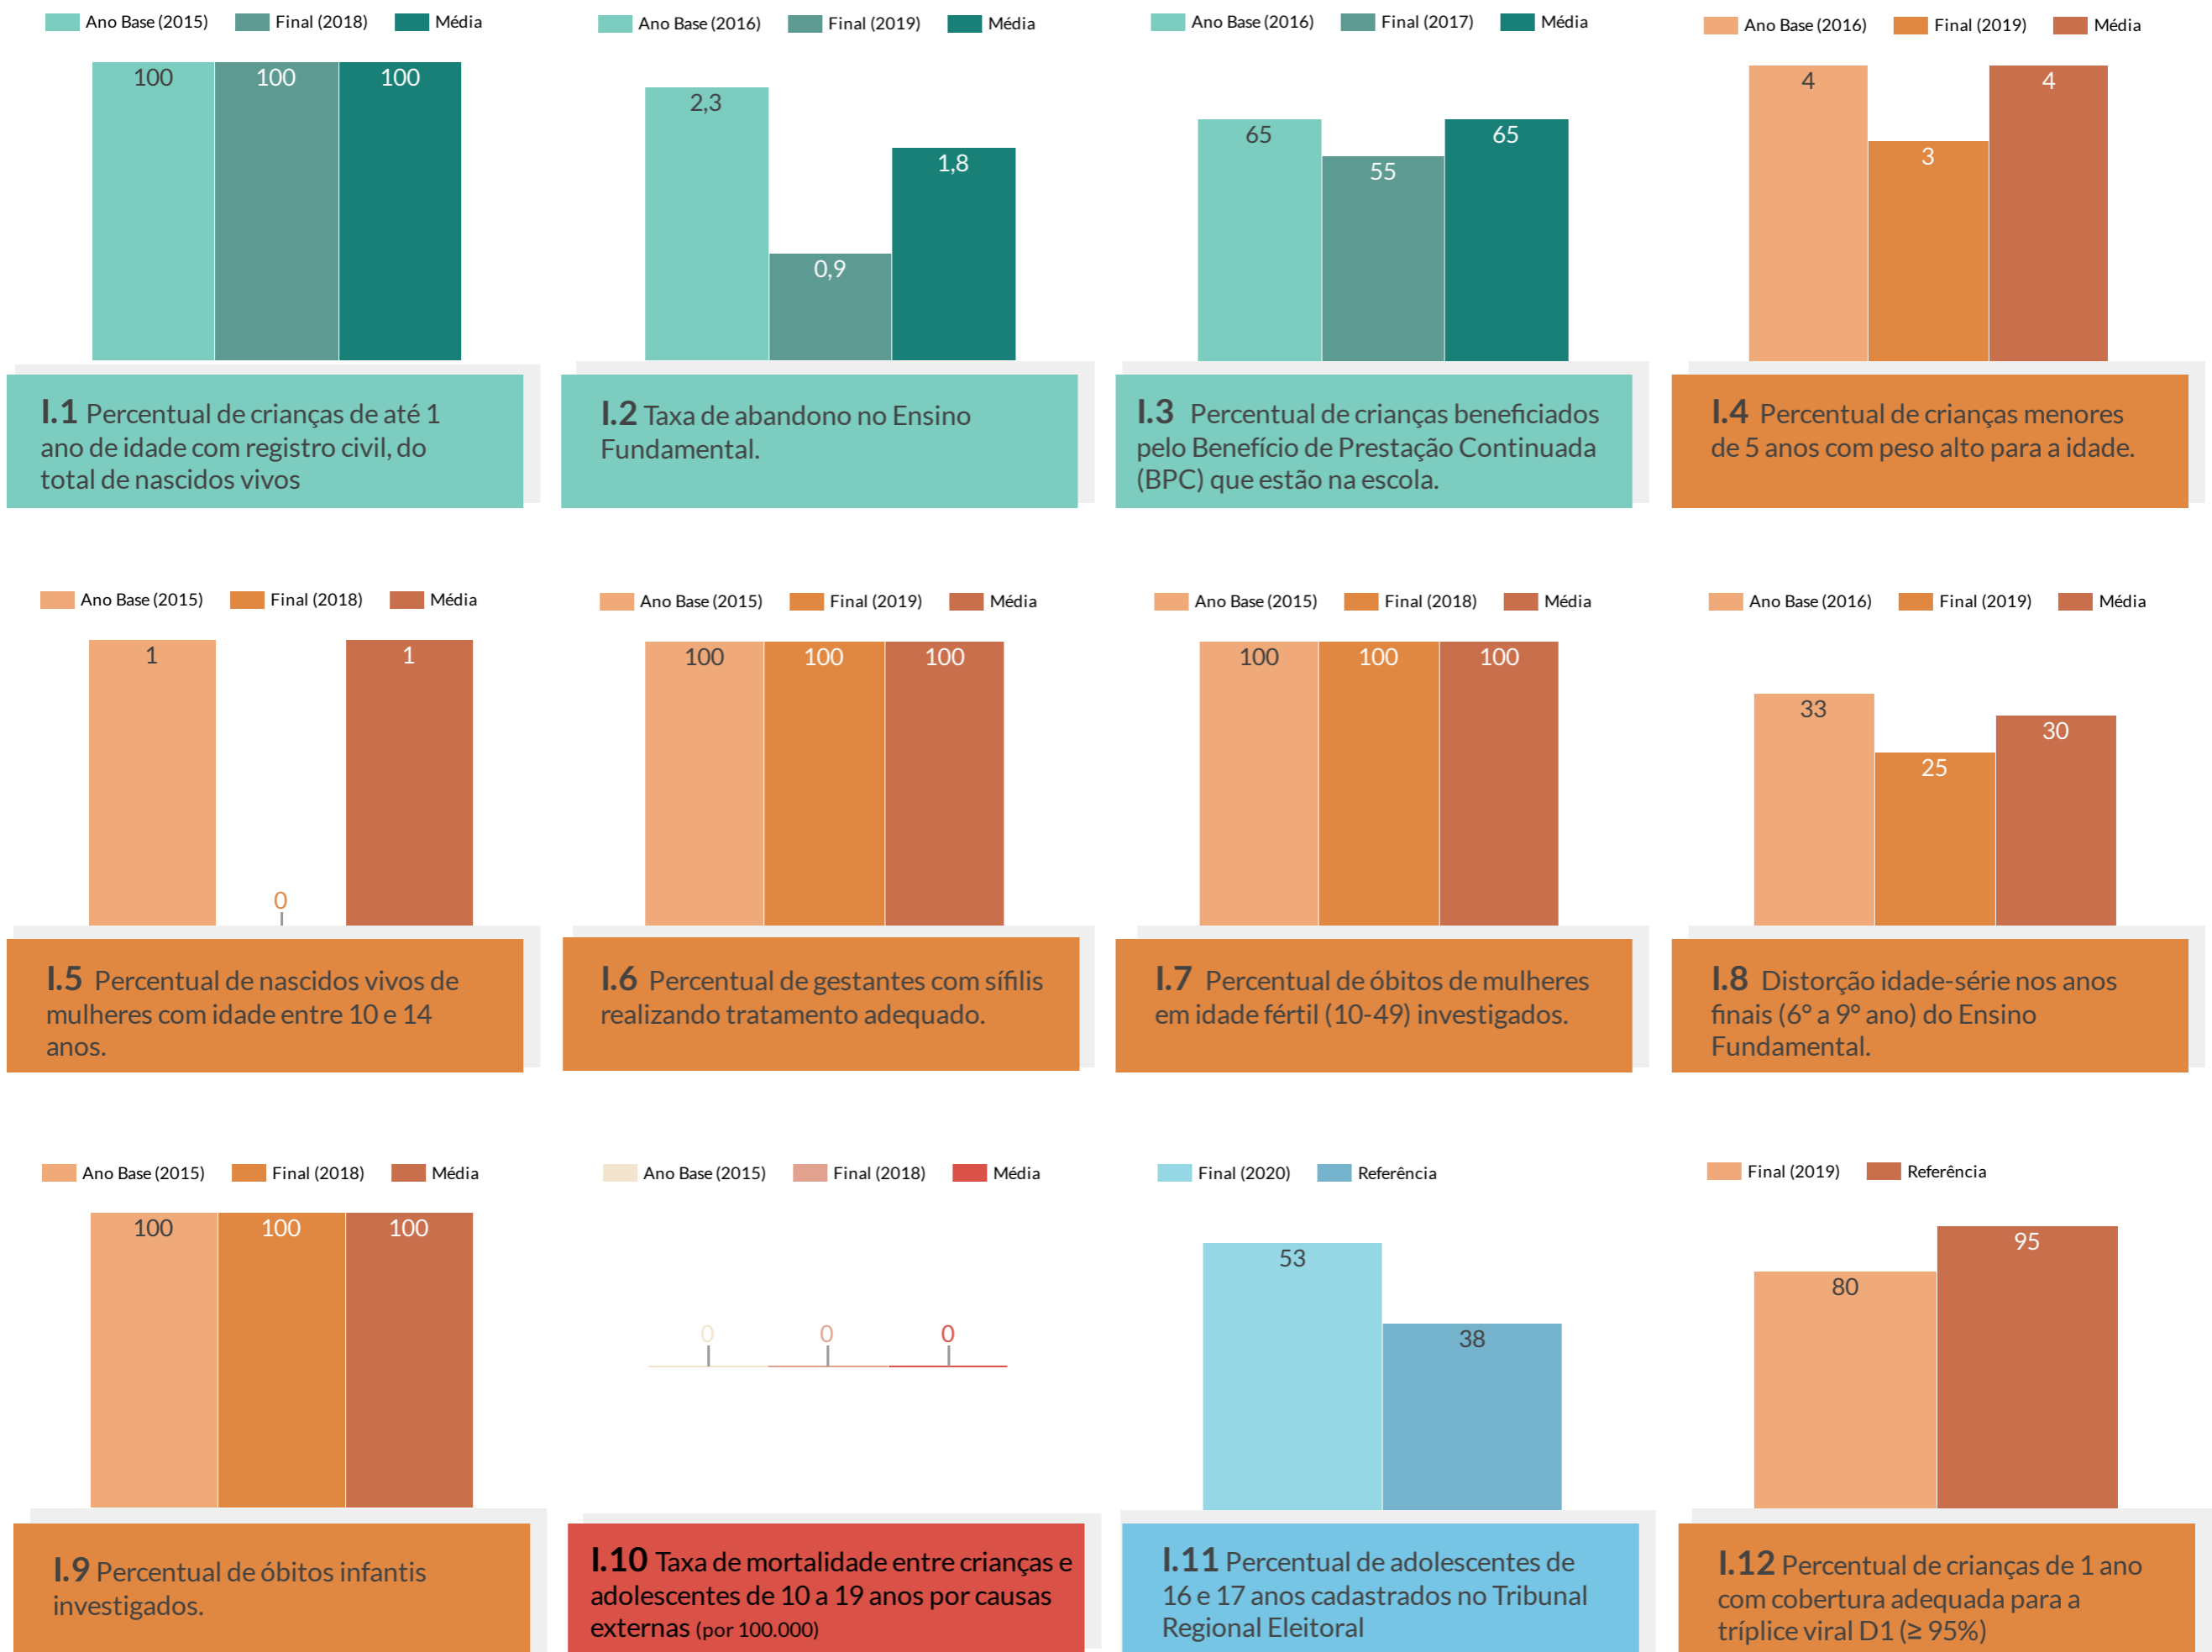 Ano Base (2015) Final (2018) Média
100 100 100
I.1 Percentual de crianças de até 1
ano de idade com registro civil, do
total de nascidos vivos
Ano Base (2016) Final (2019) Média
2,3 0,9 1,8
I.2 Taxa de abandono no Ensino
Fundamental.
Ano Base (2016) Final (2017) Média
65 55 65
I.3 Percentual de crianças beneficiados
pelo Benefício de Prestação Continuada
(BPC) que estão na escola.
Ano Base (2016) Final (2019) Média
4 3 4
I.4 Percentual de crianças menores
de 5 anos com peso alto para a idade.
Ano Base (2015) Final (2018) Média
1 0 1
I.5 Percentual de nascidos vivos de
mulheres com idade entre 10 e 14
anos.
Ano Base (2015) Final (2019) Média
100 100 100
I.6 Percentual de gestantes com sífilis
realizando tratamento adequado.
Ano Base (2015) Final (2018) Média
100 100 100
I.7 Percentual de óbitos de mulheres
em idade fértil (10-49) investigados.
Ano Base (2016) Final (2019) Média
33 25 30
I.8 Distorção idade-série nos anos
finais (6° a 9° ano) do Ensino
Fundamental.
Ano Base (2015) Final (2018) Média
100 100 100
I.9 Percentual de óbitos infantis
investigados.
Ano Base (2015) Final (2018) Média
0 0 0
I.10 Taxa de mortalidade entre crianças e
adolescentes de 10 a 19 anos por causas
externas (por 100.000)
Final (2020) Referência
53 38
I.11 Percentual de adolescentes de
16 e 17 anos cadastrados no Tribunal
Regional Eleitoral
Final (2019) Referência
80 95
I.12 Percentual de crianças de 1 ano
com cobertura adequada para a
tríplice viral D1 (≥ 95%)